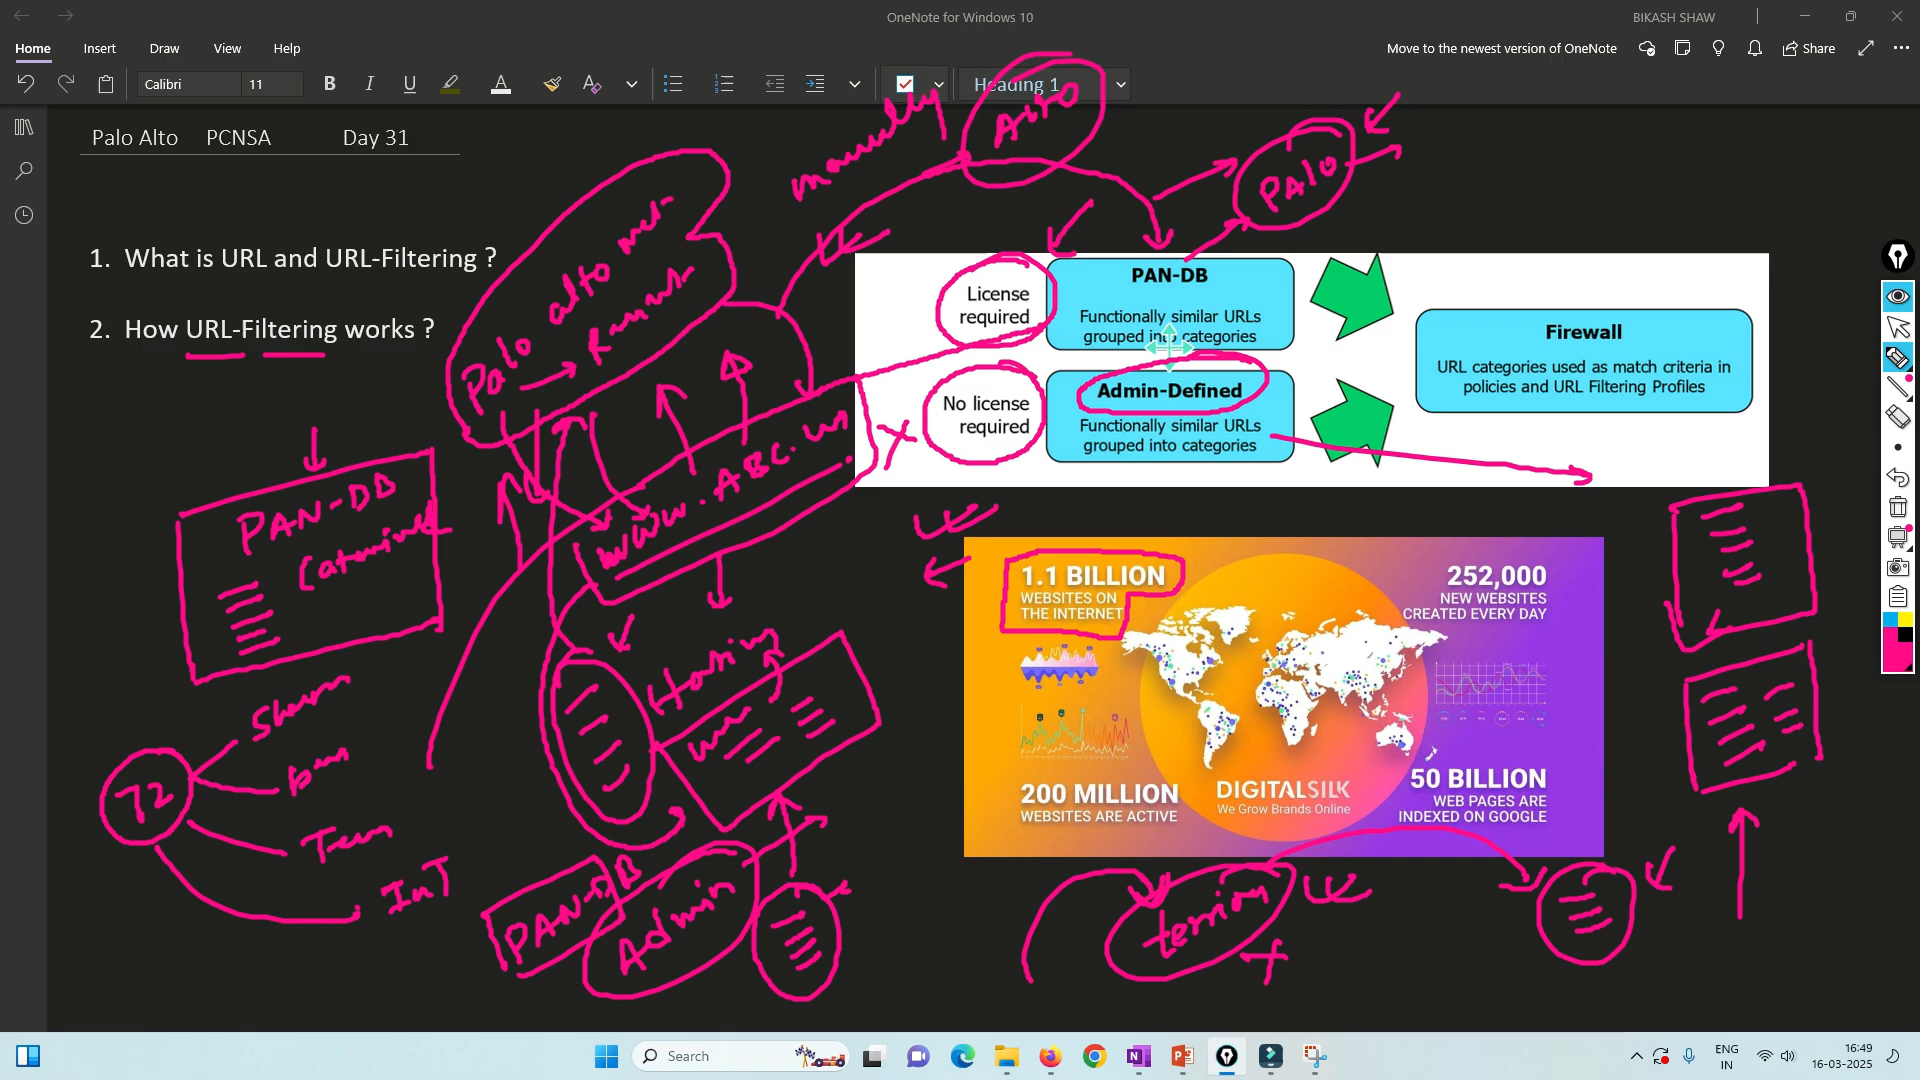 OneNote for Windows 10
BIKASH SHAW
Home Insert Draw View Help
Move to the newest version of OneNote
Share
Calibri 11
B I U A
Heading 1
Auto
manually
PALO
Palo Alto PCNSA Day 31
Palo alto
1. What is URL and URL-Filtering ?
2. How URL-Filtering works ?
License
required
PAN-DB
Functionally similar URLs
grouped into categories
No license
required
Admin-Defined
Functionally similar URLs
grouped into categories
Firewall
URL categories used as match criteria in
policies and URL Filtering Profiles
www.ABC.
PAN-DB
1.1 BILLION
WEBSITES ON
THE INTERNET
252,000
NEW WEBSITES
CREATED EVERY DAY
200 MILLION
WEBSITES ARE ACTIVE
DIGITALSILK
We Grow Brands Online
50 BILLION
WEB PAGES ARE
INDEXED ON GOOGLE
72
InT
PAN-DB
Admin
Search
ENG
IN
16:49
16-03-2025